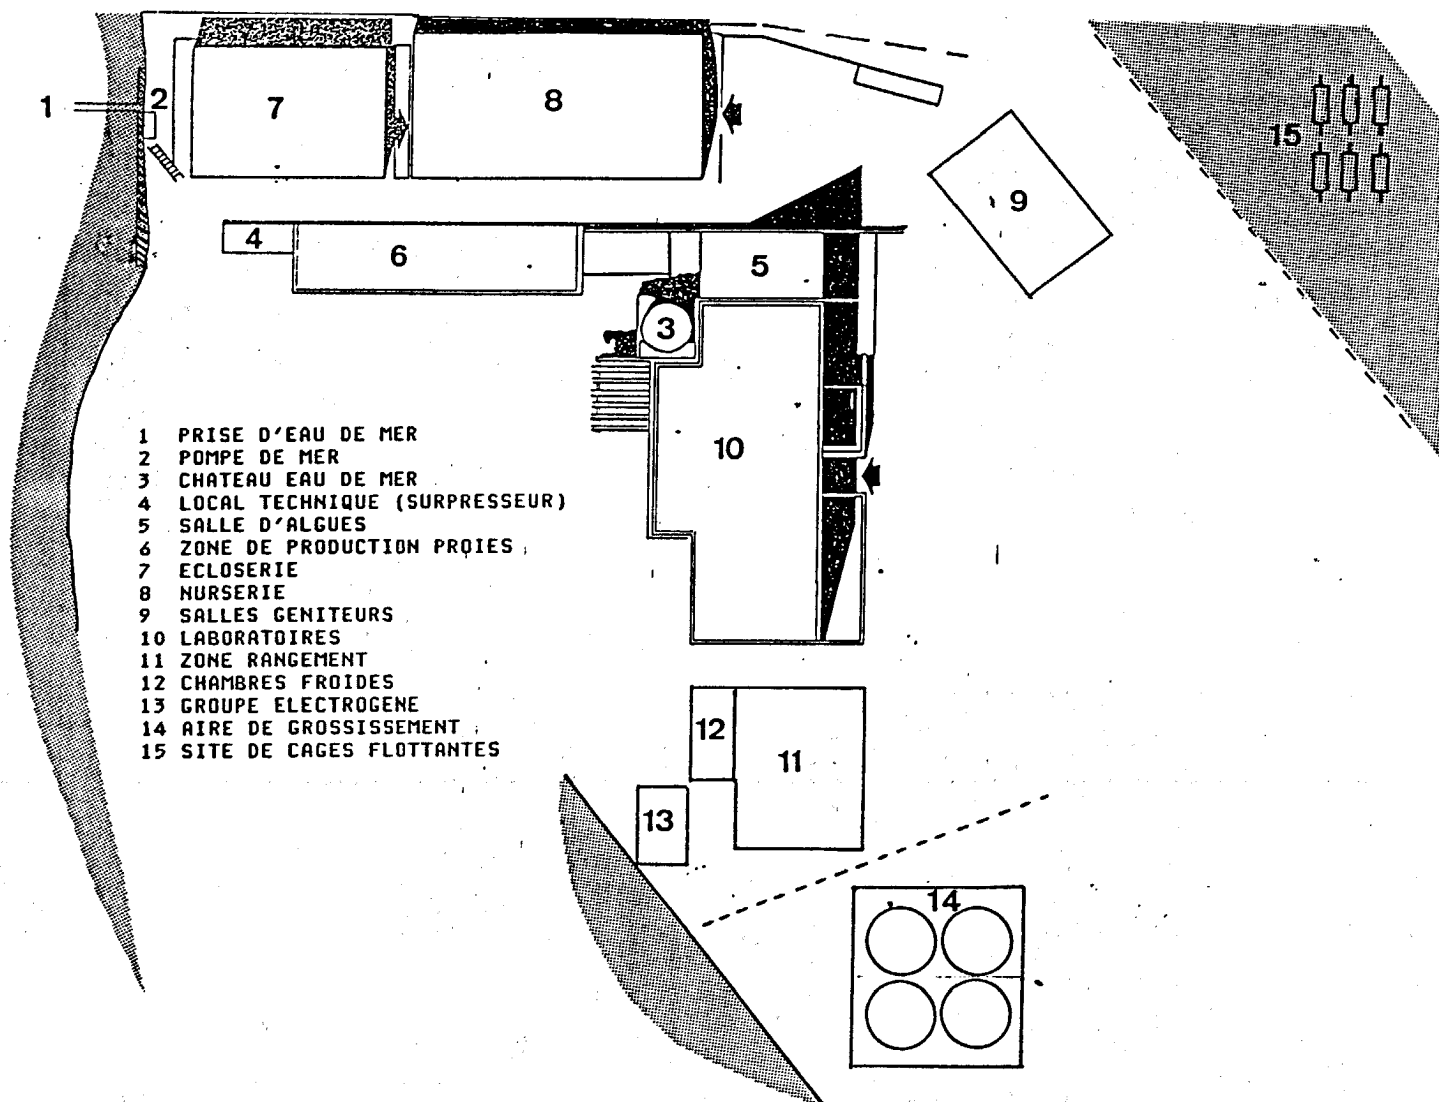 1
2
7
8
15
9
4
6
5
3
10
1 PRISE D'EAU DE MER
2 POMPE DE MER
3 CHATEAU EAU DE MER
4 LOCAL TECHNIQUE (SURPRESSEUR)
5 SALLE D'ALGUES
6 ZONE DE PRODUCTION PROIES
7 ECLOSERIE
8 NURSERIE
9 SALLES GENITEURS
10 LABORATOIRES
11 ZONE RANGEMENT
12 CHAMBRES FROIDES
13 GROUPE ELECTROGENE
14 AIRE DE GROSSISSEMENT
15 SITE DE CAGES FLOTTANTES
12
11
13
14